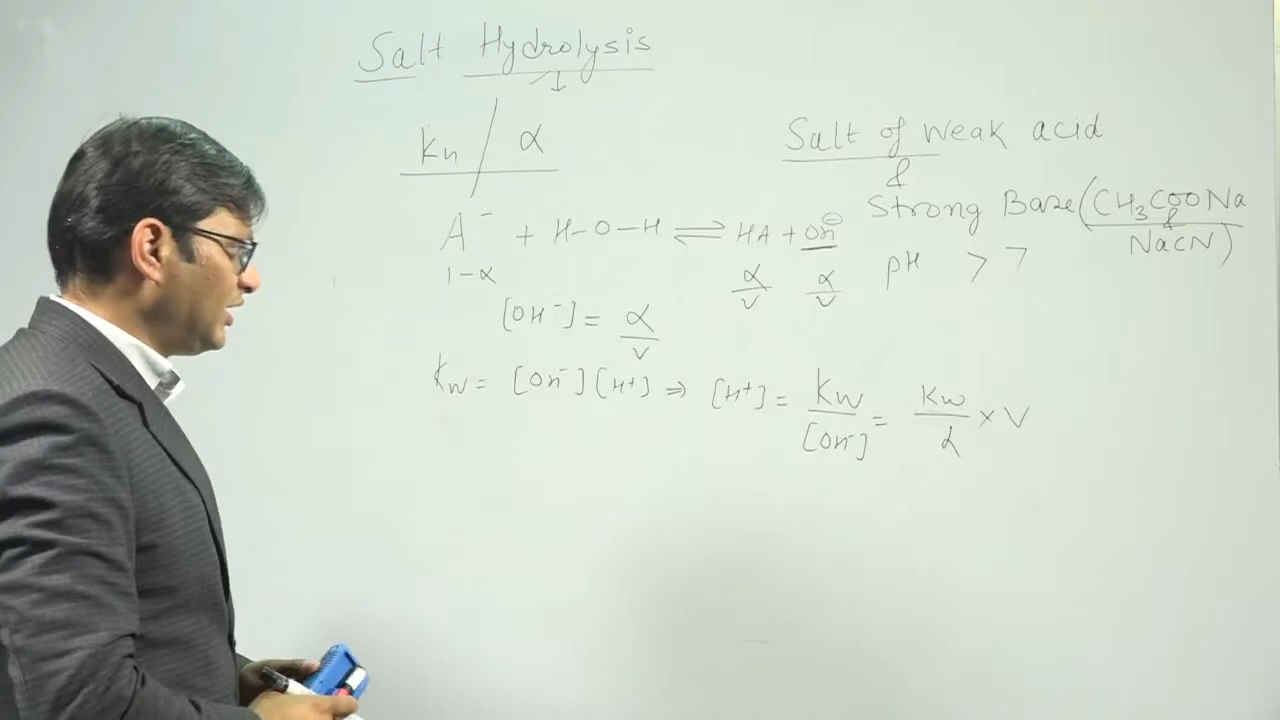 Salt Hydrolysis
Kh / α
Salt of weak acid
&
Strong Base (CH₃COONa
&
NaCN)
A⁻ + H-O-H ⇌ HA + OH⊖
1-α α/V α/V
pH > 7
[OH⁻] = α/V
Kw = [OH⁻] [H⁺] ⇒ [H⁺] = Kw/[OH⁻] = Kw/α × V